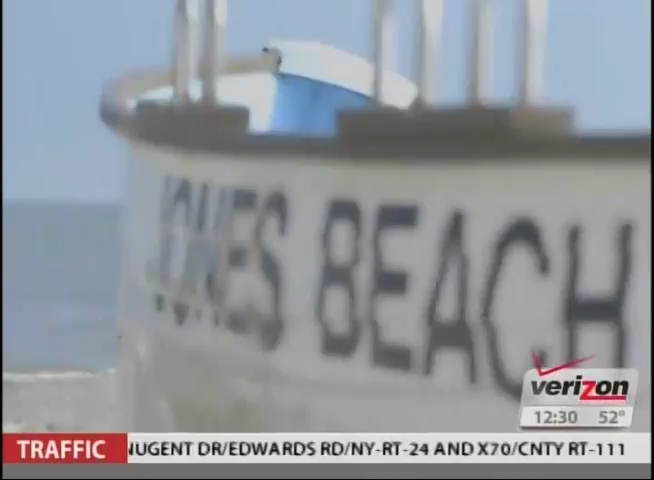 JONES BEACH
verizon
12:30 52°
TRAFFIC NUGENT DR/EDWARDS RD/NY-RT-24 AND X70/CNTY RT-111